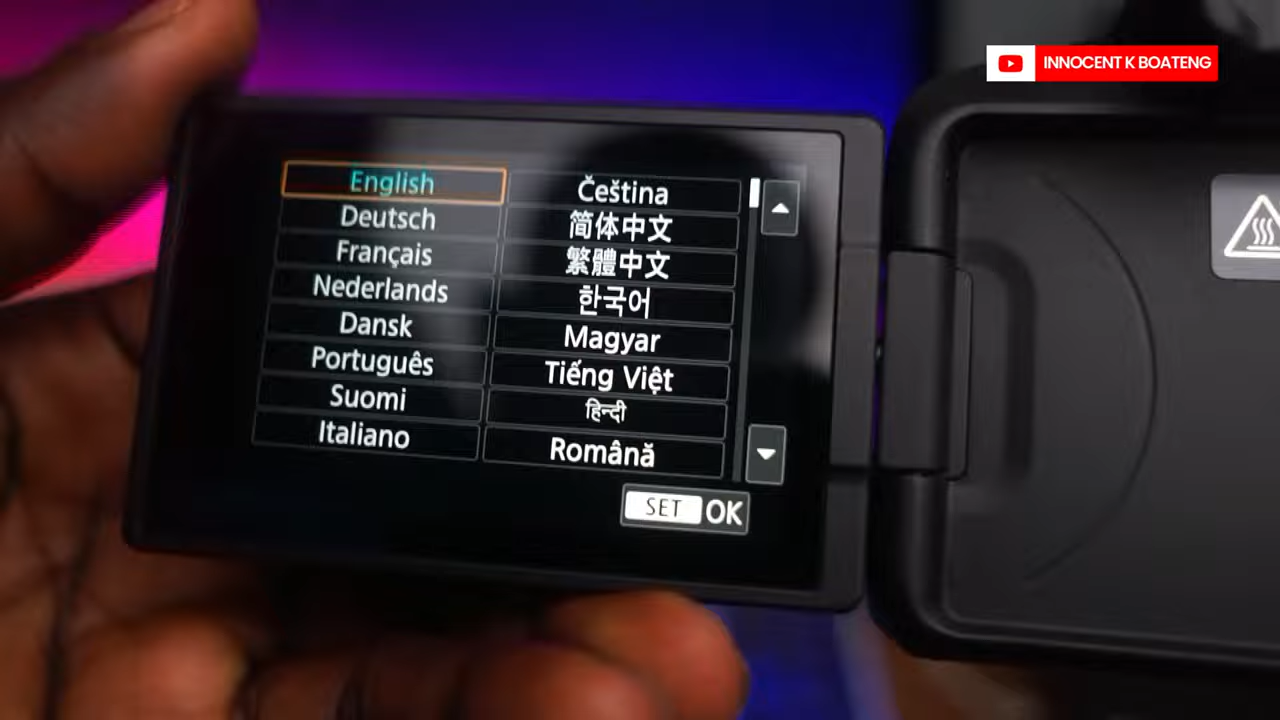 INNOCENT K BOATENG
English
Deutsch
Français
Nederlands
Dansk
Português
Suomi
Italiano
Čeština
简体中文
繁體中文
한국어
Magyar
Tiếng Việt
हिन्दी
Română
SET OK